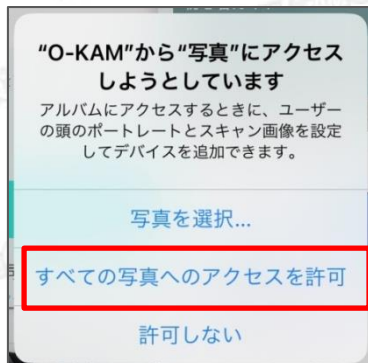 “O-KAM”から“写真”にアクセス
しようとしています
アルバムにアクセスするときに、ユーザー
の頭のポートレートとスキャン画像を設定
してデバイスを追加できます。
写真を選択...
すべての写真へのアクセスを許可
許可しない